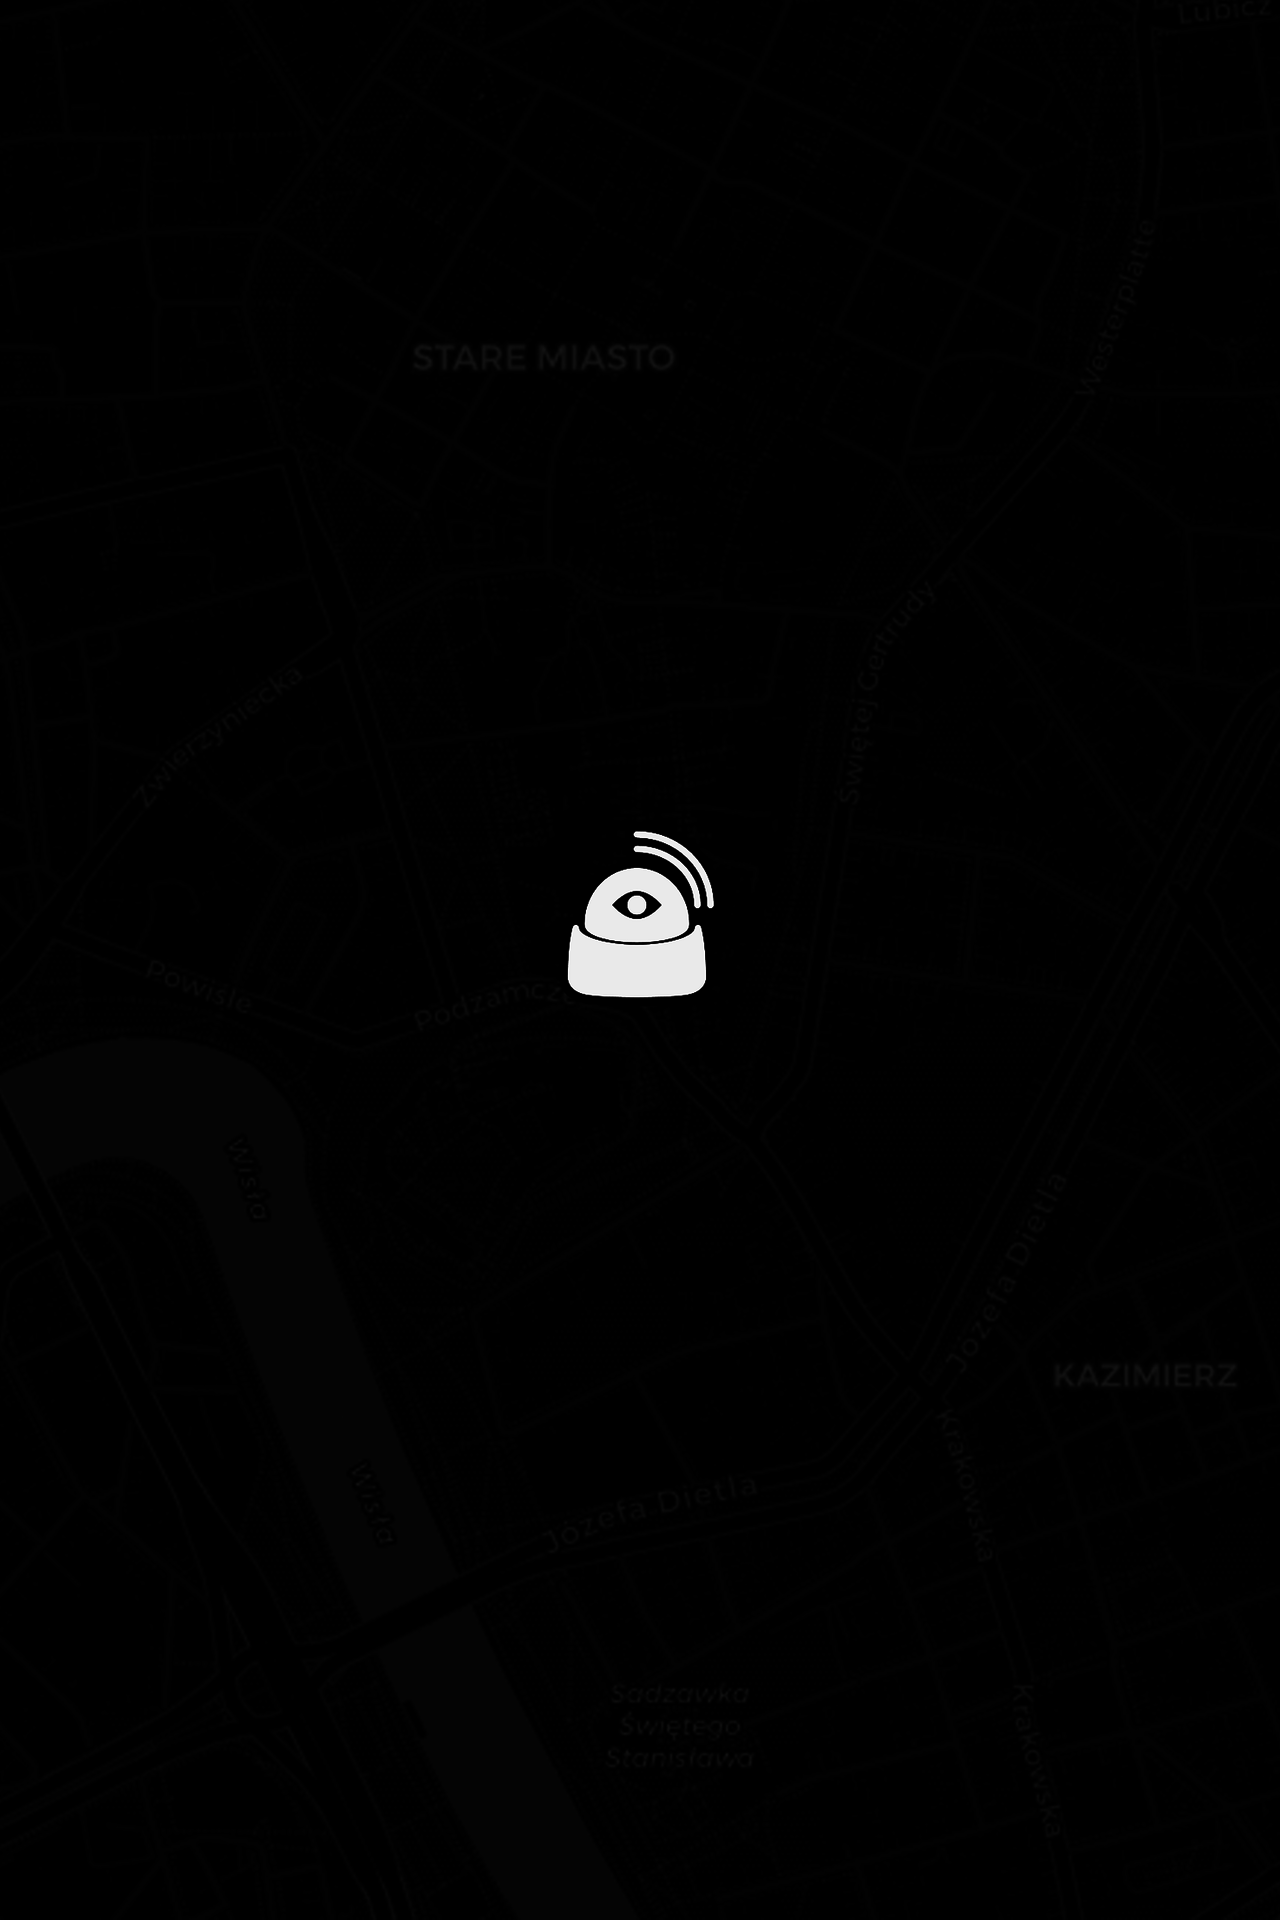 Lubicz
Westerplatte
STARE MIASTO
Świętej Gertrudy
Zwierzyniecka
Powiśle
Podzamcze
Wisła
Józefa Dietla
KAZIMIERZ
Krakowska
Wisła
Józefa Dietla
Sadzawka
Świętego
Stanisława
Krakowska